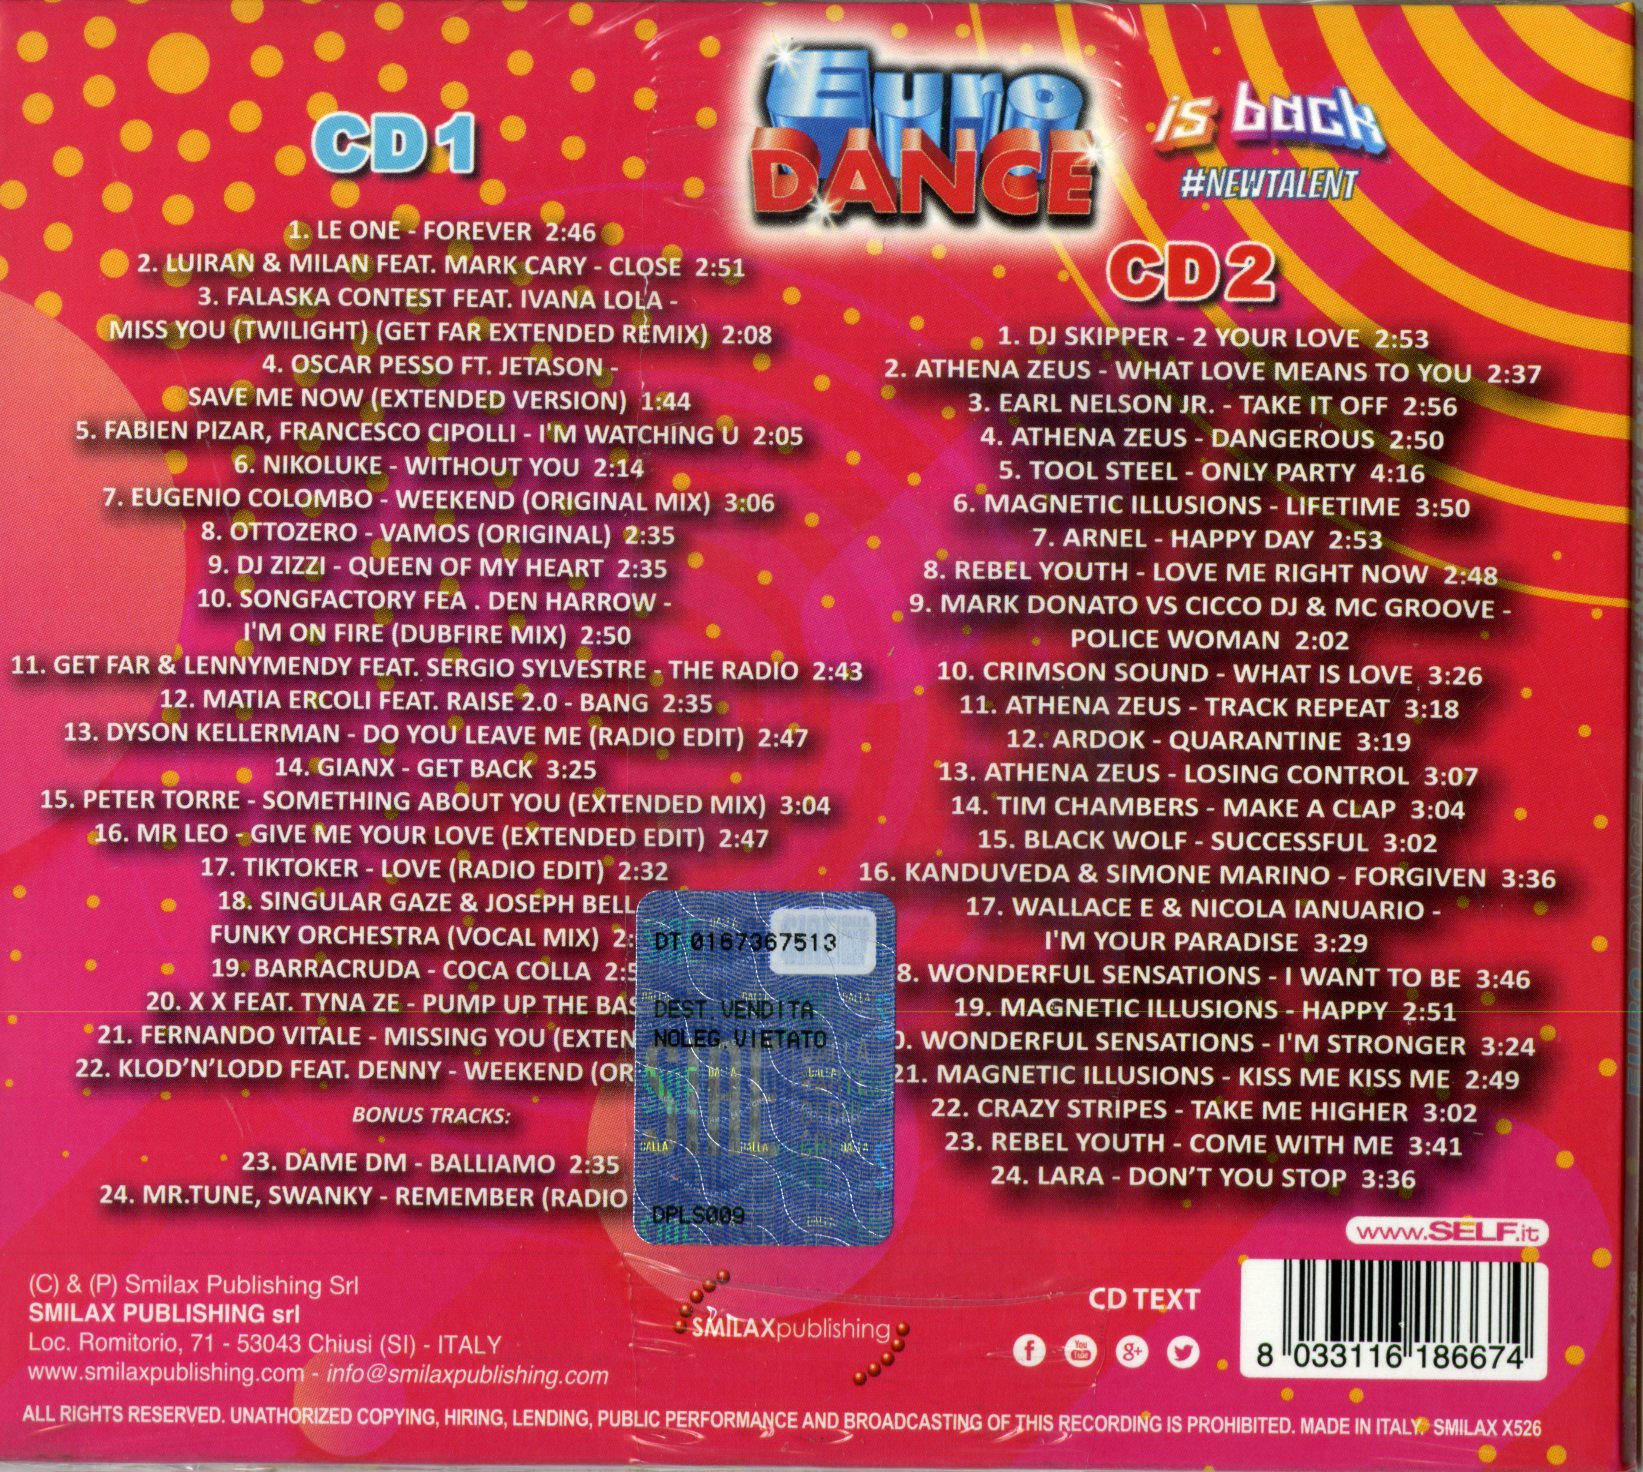 Euro
DANCE
is back
#NEWTALENT
CD1
1. LE ONE - FOREVER 2:46
2. LUIRAN & MILAN FEAT. MARK CARY - CLOSE 2:51
3. FALASKA CONTEST FEAT. IVANA LOLA -
MISS YOU (TWILIGHT) (GET FAR EXTENDED REMIX) 2:08
4. OSCAR PESSO FT. JETASON -
SAVE ME NOW (EXTENDED VERSION) 1:44
5. FABIEN PIZAR, FRANCESCO CIPOLLI - I'M WATCHING U 2:05
6. NIKOLUKE - WITHOUT YOU 2:14
7. EUGENIO COLOMBO - WEEKEND (ORIGINAL MIX) 3:06
8. OTTOZERO - VAMOS (ORIGINAL) 2:35
9. DJ ZIZZI - QUEEN OF MY HEART 2:35
10. SONGFACTORY FEA . DEN HARROW -
I'M ON FIRE (DUBFIRE MIX) 2:50
11. GET FAR & LENNYMENDY FEAT. SERGIO SYLVESTRE - THE RADIO 2:43
12. MATIA ERCOLI FEAT. RAISE 2.0 - BANG 2:35
13. DYSON KELLERMAN - DO YOU LEAVE ME (RADIO EDIT) 2:47
14. GIANX - GET BACK 3:25
15. PETER TORRE - SOMETHING ABOUT YOU (EXTENDED MIX) 3:04
16. MR LEO - GIVE ME YOUR LOVE (EXTENDED EDIT) 2:47
17. TIKTOKER - LOVE (RADIO EDIT) 2:32
18. SINGULAR GAZE & JOSEPH BELL
FUNKY ORCHESTRA (VOCAL MIX) 2:
19. BARRACRUDA - COCA COLLA 2:5
20. X X FEAT. TYNA ZE - PUMP UP THE BAS
21. FERNANDO VITALE - MISSING YOU (EXTEN
22. KLOD'N'LODD FEAT. DENNY - WEEKEND (OR
BONUS TRACKS:
23. DAME DM - BALLIAMO 2:35
24. MR.TUNE, SWANKY - REMEMBER (RADIO
CD2
1. DJ SKIPPER - 2 YOUR LOVE 2:53
2. ATHENA ZEUS - WHAT LOVE MEANS TO YOU 2:37
3. EARL NELSON JR. - TAKE IT OFF 2:56
4. ATHENA ZEUS - DANGEROUS 2:50
5. TOOL STEEL - ONLY PARTY 4:16
6. MAGNETIC ILLUSIONS - LIFETIME 3:50
7. ARNEL - HAPPY DAY 2:53
8. REBEL YOUTH - LOVE ME RIGHT NOW 2:48
9. MARK DONATO VS CICCO DJ & MC GROOVE -
POLICE WOMAN 2:02
10. CRIMSON SOUND - WHAT IS LOVE 3:26
11. ATHENA ZEUS - TRACK REPEAT 3:18
12. ARDOK - QUARANTINE 3:19
13. ATHENA ZEUS - LOSING CONTROL 3:07
14. TIM CHAMBERS - MAKE A CLAP 3:04
15. BLACK WOLF - SUCCESSFUL 3:02
16. KANDUVEDA & SIMONE MARINO - FORGIVEN 3:36
17. WALLACE E & NICOLA IANUARIO -
I'M YOUR PARADISE 3:29
8. WONDERFUL SENSATIONS - I WANT TO BE 3:46
19. MAGNETIC ILLUSIONS - HAPPY 2:51
0. WONDERFUL SENSATIONS - I'M STRONGER 3:24
21. MAGNETIC ILLUSIONS - KISS ME KISS ME 2:49
22. CRAZY STRIPES - TAKE ME HIGHER 3:02
23. REBEL YOUTH - COME WITH ME 3:41
24. LARA - DON'T YOU STOP 3:36
DT 0167367513
DEST VENDITA
NOLEG.VIETATO
SIAE
DPLS009
www.SELF.it
(C) & (P) Smilax Publishing Srl
SMILAX PUBLISHING srl
Loc. Romitorio, 71 - 53043 Chiusi (SI) - ITALY
www.smilaxpublishing.com - info@smilaxpublishing.com
SMILAXpublishing
CD TEXT
f You Tube g+
8 033116 186674
ALL RIGHTS RESERVED. UNATHORIZED COPYING, HIRING, LENDING, PUBLIC PERFORMANCE AND BROADCASTING OF THIS RECORDING IS PROHIBITED. MADE IN ITALY. SMILAX X526